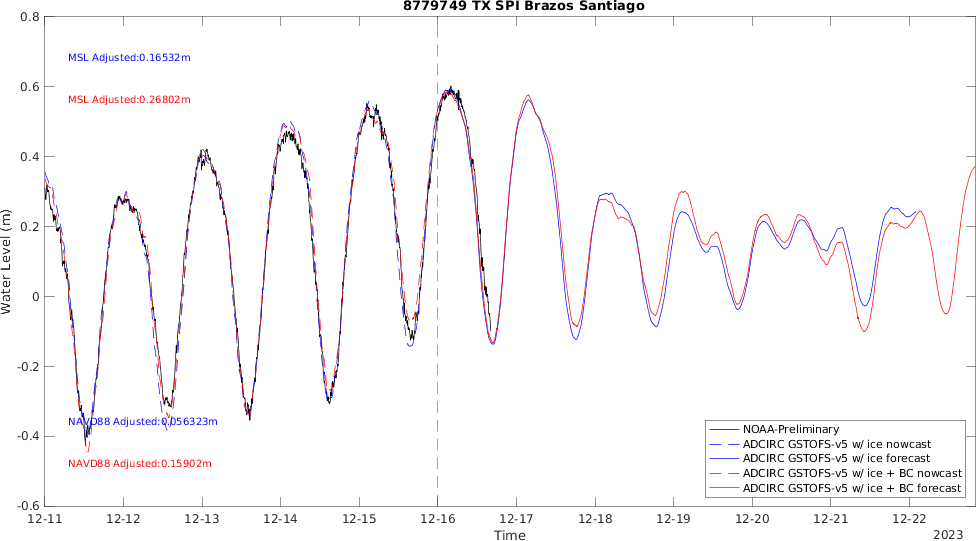 8779749 TX SPI Brazos Santiago
0.8
0.6
0.4
0.2
0
-0.2
-0.4
-0.6
Water Level (m)
MSL Adjusted:0.16532m
MSL Adjusted:0.26802m
NAVD88 Adjusted:0.056323m
NAVD88 Adjusted:0.15902m
NOAA-Preliminary
ADCIRC GSTOFS-v5 w/ ice nowcast
ADCIRC GSTOFS-v5 w/ ice forecast
ADCIRC GSTOFS-v5 w/ ice + BC nowcast
ADCIRC GSTOFS-v5 w/ ice + BC forecast
12-11 12-12 12-13 12-14 12-15 12-16 12-17 12-18 12-19 12-20 12-21 12-22
Time
2023